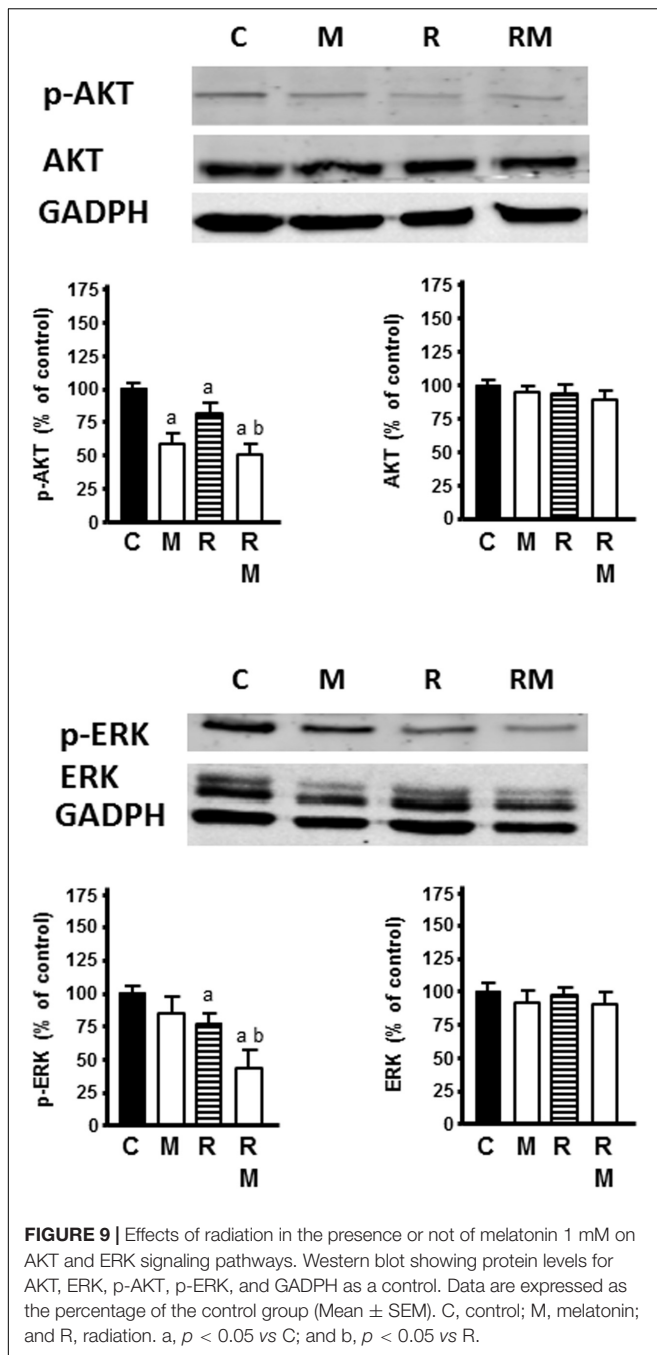 C M R RM
p-AKT
AKT
GADPH
175
150
125
100
75
50
25
0
p-AKT (% of control)
a
a
a b
C M R R
M
175
150
125
100
75
50
25
0
AKT (% of control)
C M R R
M
C M R RM
p-ERK
ERK
GADPH
175
150
125
100
75
50
25
0
p-ERK (% of control)
a
a b
C M R R
M
175
150
125
100
75
50
25
0
ERK (% of control)
C M R R
M
FIGURE 9 | Effects of radiation in the presence or not of melatonin 1 mM on
AKT and ERK signaling pathways. Western blot showing protein levels for
AKT, ERK, p-AKT, p-ERK, and GADPH as a control. Data are expressed as
the percentage of the control group (Mean ± SEM). C, control; M, melatonin;
and R, radiation. a, p < 0.05 vs C; and b, p < 0.05 vs R.